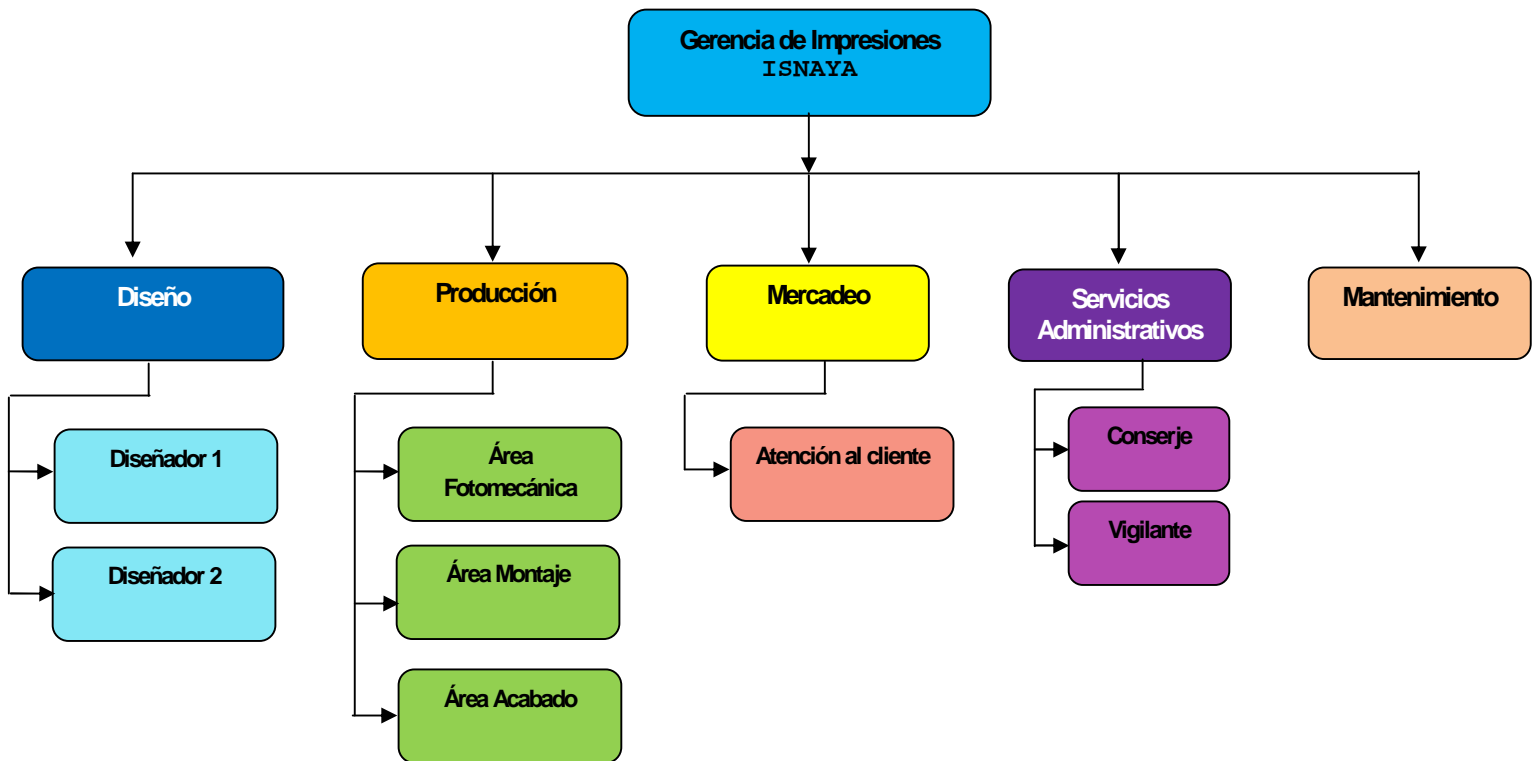 Gerencia de Impresiones
ISNAYA
Diseño
Producción
Mercadeo
Servicios
Administrativos
Mantenimiento
Diseñador 1
Diseñador 2
Área
Fotomecánica
Área Montaje
Área Acabado
Atención al cliente
Conserje
Vigilante